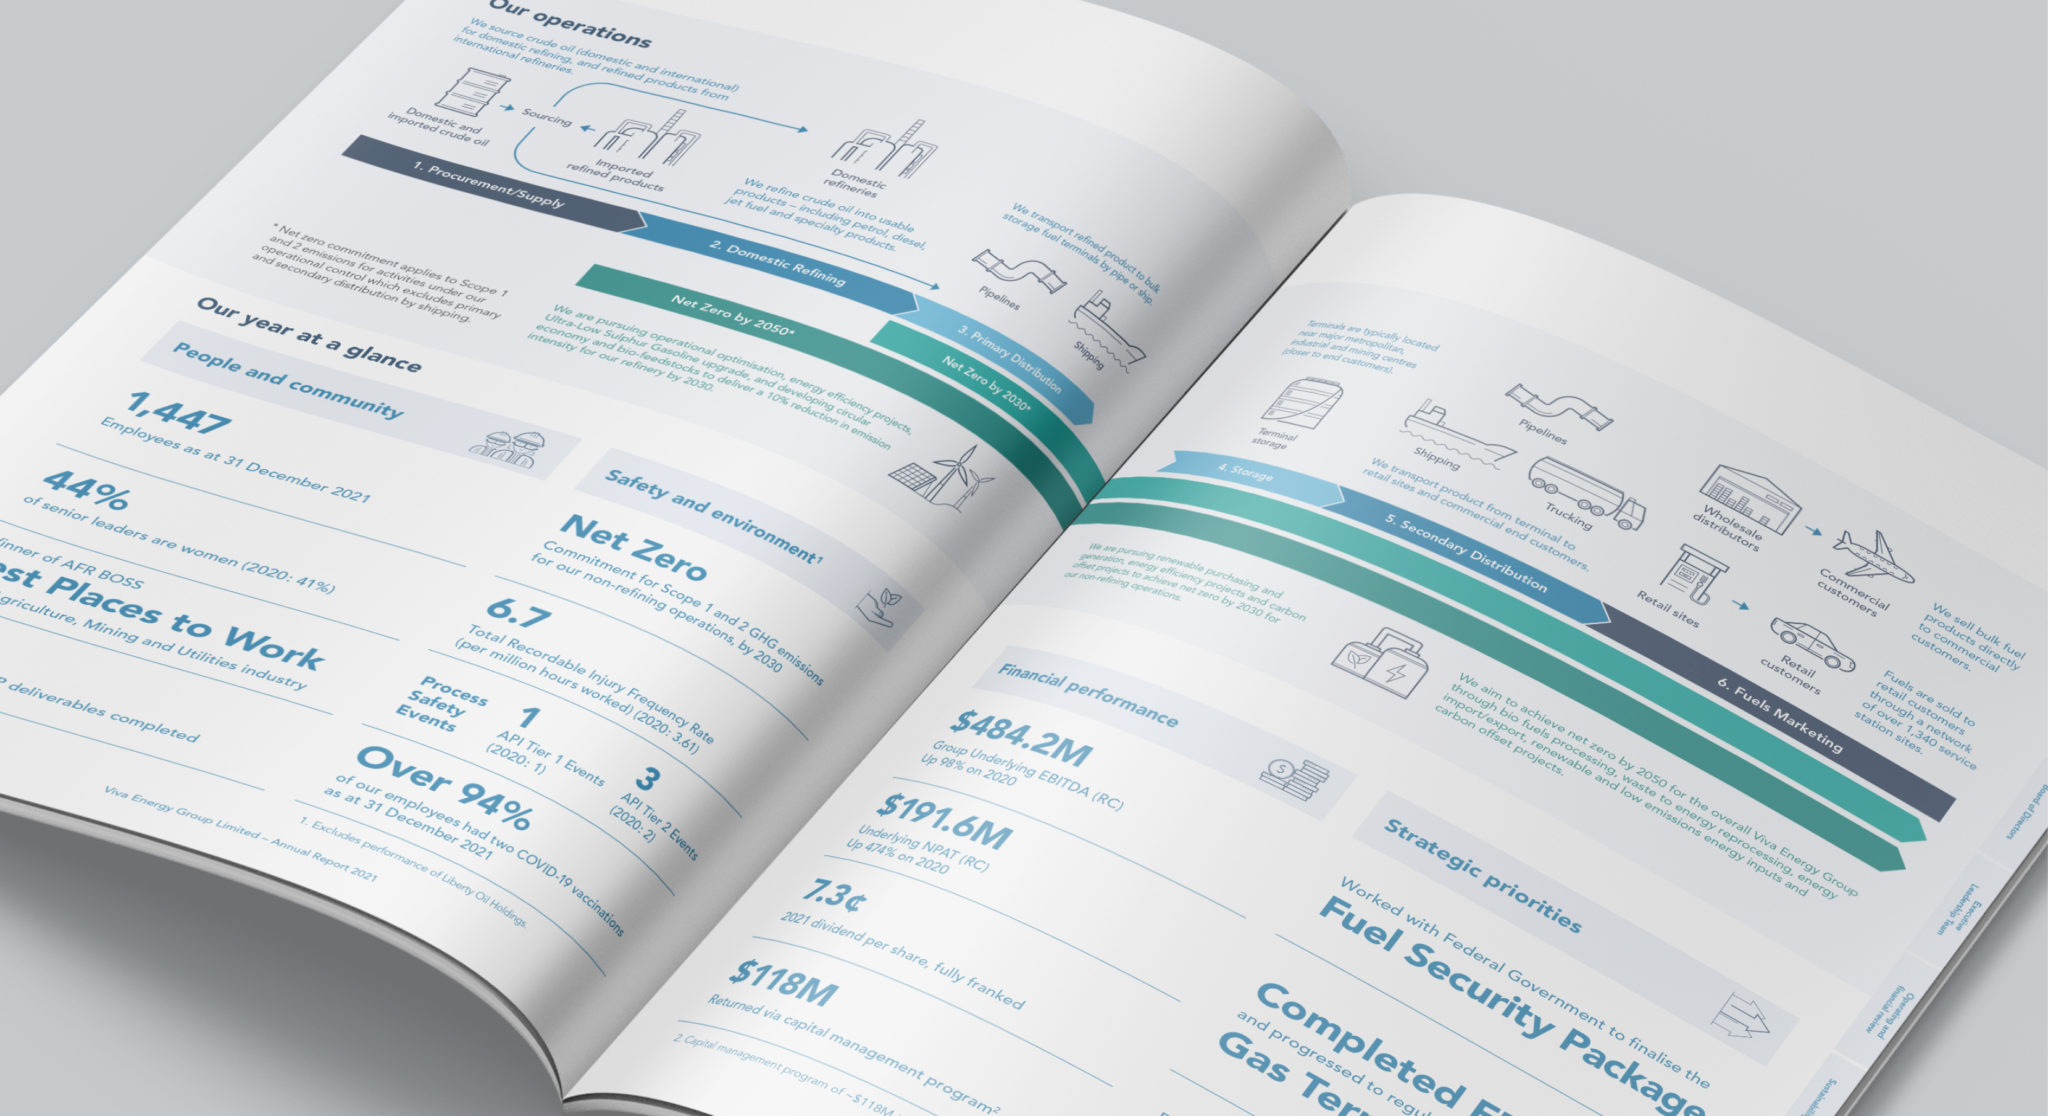 Our operations
We source crude oil (domestic and international)
for domestic refining, and refined products from
international refineries.
Domestic and
imported crude oil
Sourcing
Imported
refined products
Domestic
refineries
We refine crude oil into usable
products – including petrol, diesel,
jet fuel and specialty products.
We transport refined product to bulk
storage fuel terminals by pipe or ship.
Pipelines
Shipping
1. Procurement/Supply
2. Domestic Refining
3. Primary Distribution
* Net zero commitment applies to Scope 1
and 2 emissions for activities under our
operational control which excludes primary
and secondary distribution by shipping.
Net Zero by 2050*
Net Zero by 2030*
We are pursuing operational optimisation, energy efficiency projects,
Ultra-Low Sulphur Gasoline upgrade, and developing circular
economy and bio-feedstocks to deliver a 10% reduction in emission
intensity for our refinery by 2030.
Our year at a glance
People and community
1,447
Employees as at 31 December 2021
44%
of senior leaders are women (2020: 41%)
of AFR BOSS
Places to Work
Mining and Utilities industry
deliverables completed
Safety and environment¹
Net Zero
Commitment for Scope 1 and 2 GHG emissions
for our non-refining operations, by 2030
6.7
Total Recordable Injury Frequency Rate
(per million hours worked) (2020: 3.61)
Process
Safety
Events
1
API Tier 1 Events
(2020: 1)
3
API Tier 2 Events
(2020: 2)
Over 94%
of our employees had two COVID-19 vaccinations
as at 31 December 2021
1. Excludes performance of Liberty Oil Holdings.
Viva Energy Group Limited – Annual Report 2021
Terminals are typically located
near major metropolitan,
industrial and mining centres
(closer to end customers).
Terminal
storage
Shipping
Pipelines
Trucking
We transport product from terminal to
retail sites and commercial end customers.
Wholesale
distributors
Commercial
customers
Retail sites
Retail
customers
We sell bulk fuel
products directly
to commercial
customers.
Fuels are sold to
retail customers
through a network
of over 1,340 service
station sites.
4. Storage
5. Secondary Distribution
6. Fuels Marketing
We are pursuing renewable purchasing and
generation, energy efficiency projects and carbon
offset projects to achieve net zero by 2030 for
our non-refining operations.
We aim to achieve net zero by 2050 for the overall Viva Energy Group
through bio fuels processing, waste to energy reprocessing, energy
import/export, renewable and low emissions energy inputs and
carbon offset projects.
Financial performance
$484.2M
Group Underlying EBITDA (RC)
Up 98% on 2020
$191.6M
Underlying NPAT (RC)
Up 474% on 2020
7.3¢
2021 dividend per share, fully franked
$118M
Returned via capital management program²
2. Capital management program of ~$118M
Strategic priorities
Worked with Federal Government to finalise the
Fuel Security Package
Completed
and progressed to
Gas
of Directors
Executive
Leadership Team
Operating and
financial review